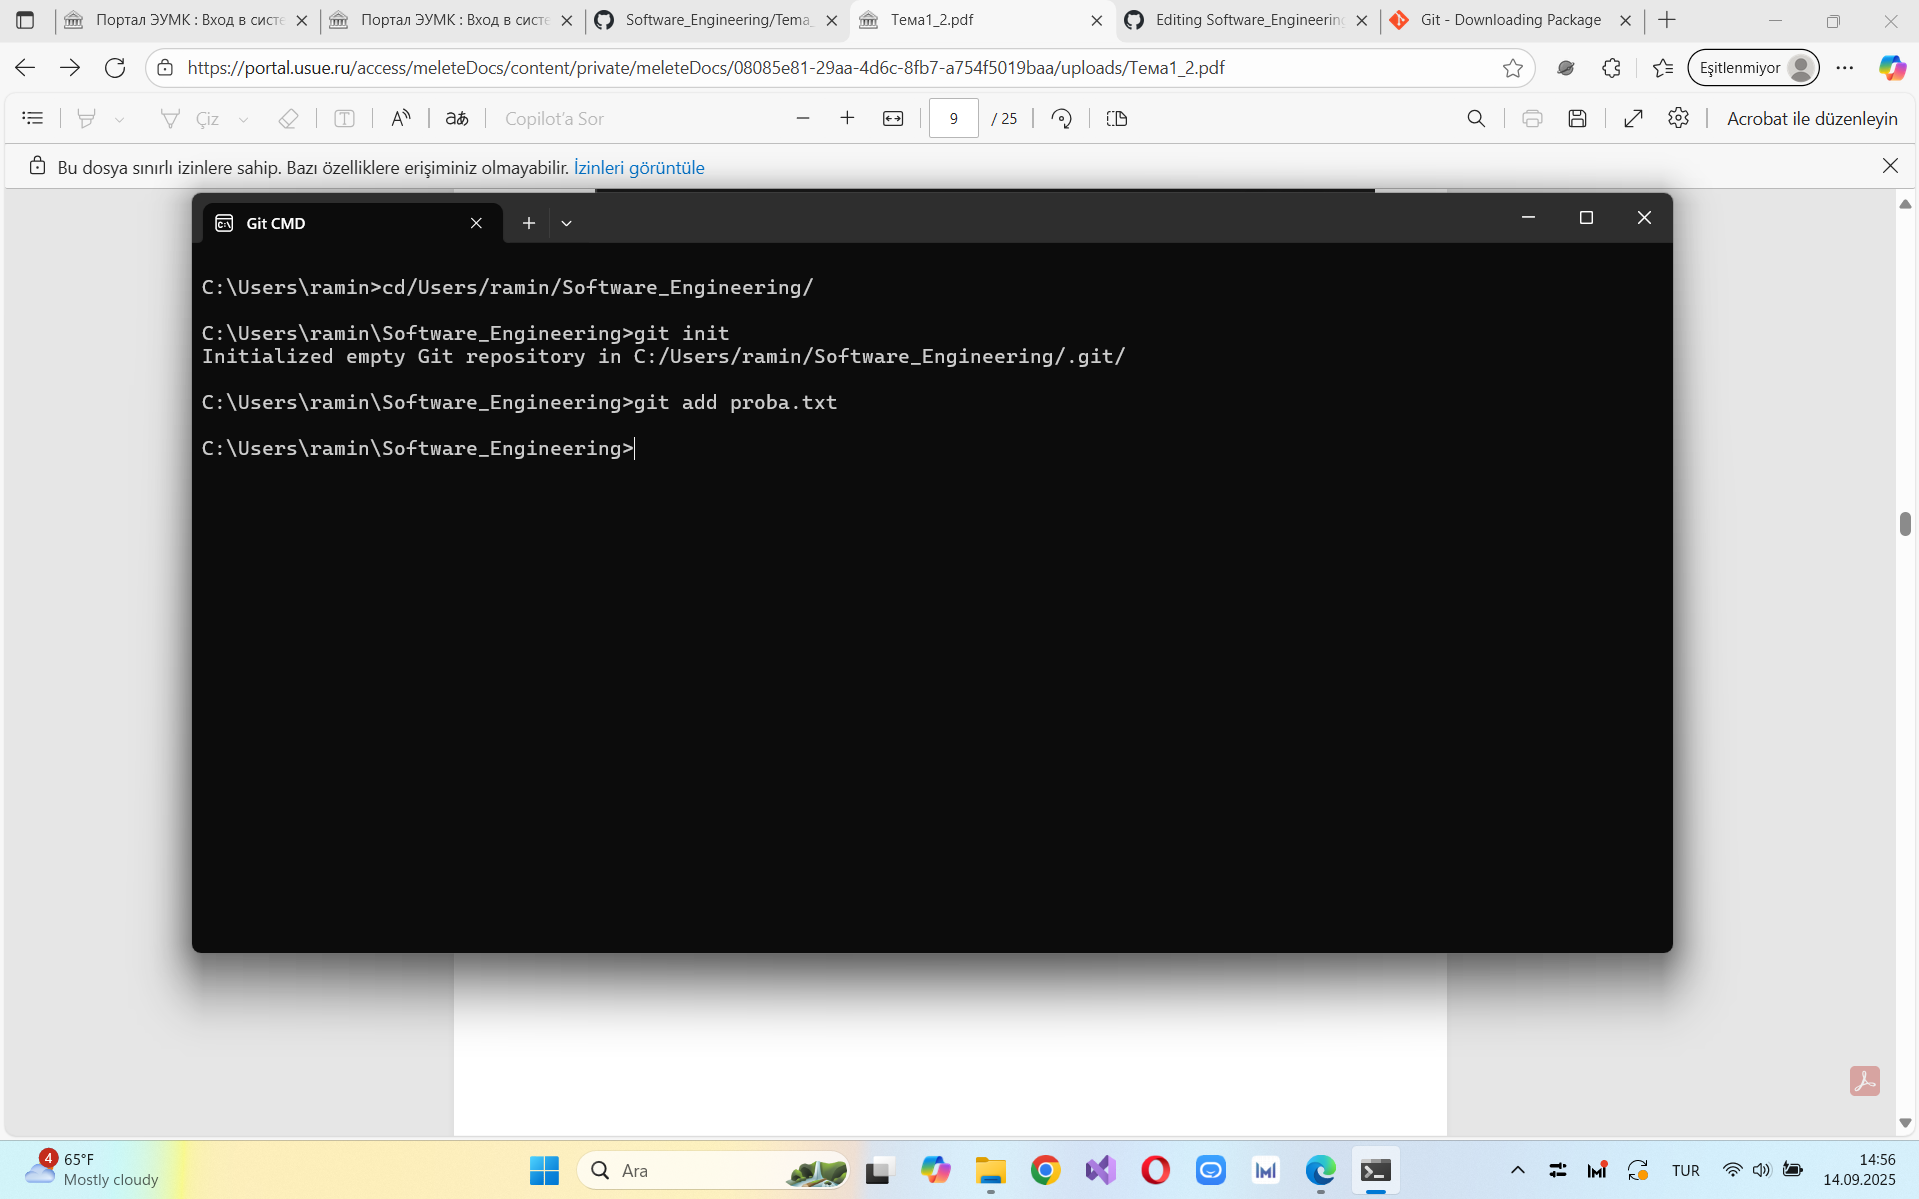 Портал ЭУМК : Вход в систе
Портал ЭУМК : Вход в систе
Software_Engineering/Tema_
Тема1_2.pdf
Editing Software_Engineering
Git - Downloading Package
https://portal.usue.ru/access/meleteDocs/content/private/meleteDocs/08085e81-29aa-4d6c-8fb7-a754f5019baa/uploads/Тема1_2.pdf
Eşitlenmiyor
Çiz
Copilot'a Sor
9 / 25
Acrobat ile düzenleyin
Bu dosya sınırlı izinlere sahip. Bazı özelliklere erişiminiz olmayabilir. İzinleri görüntüle
Git CMD
C:\Users\ramin>cd/Users/ramin/Software_Engineering/
C:\Users\ramin\Software_Engineering>git init
Initialized empty Git repository in C:/Users/ramin/Software_Engineering/.git/
C:\Users\ramin\Software_Engineering>git add proba.txt
C:\Users\ramin\Software_Engineering>
4
65°F
Mostly cloudy
Ara
TUR
14:56
14.09.2025